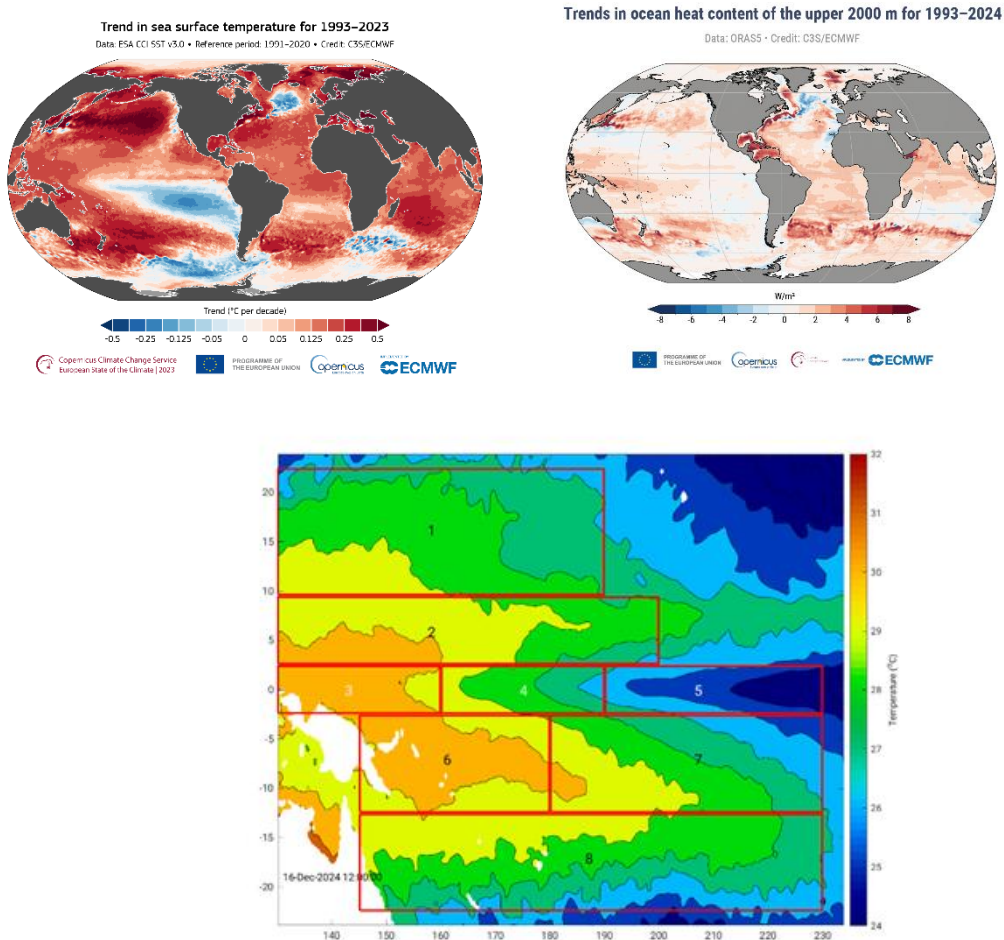 Trend in sea surface temperature for 1993–2023
Data: ESA CCI SST v3.0 • Reference period: 1991–2020 • Credit: C3S/ECMWF
Trend (°C per decade)
-0.5 -0.25 -0.125 -0.05 0 0.05 0.125 0.25 0.5
Copernicus Climate Change Service
European State of the Climate | 2023
PROGRAMME OF
THE EUROPEAN UNION
Copernicus
ECMWF
Trends in ocean heat content of the upper 2000 m for 1993–2024
Data: ORAS5 • Credit: C3S/ECMWF
W/m²
-8 -6 -4 -2 0 2 4 6 8
PROGRAMME OF
THE EUROPEAN UNION
Copernicus
ECMWF
20
15
10
5
0
-5
-10
-15
-20
1
2
3 4 5
6 7
8
16-Dec-2024 12:00:00
140 150 160 170 180 190 200 210 220 230
32
31
30
29
28
27
26
25
24
Temperature (°C)